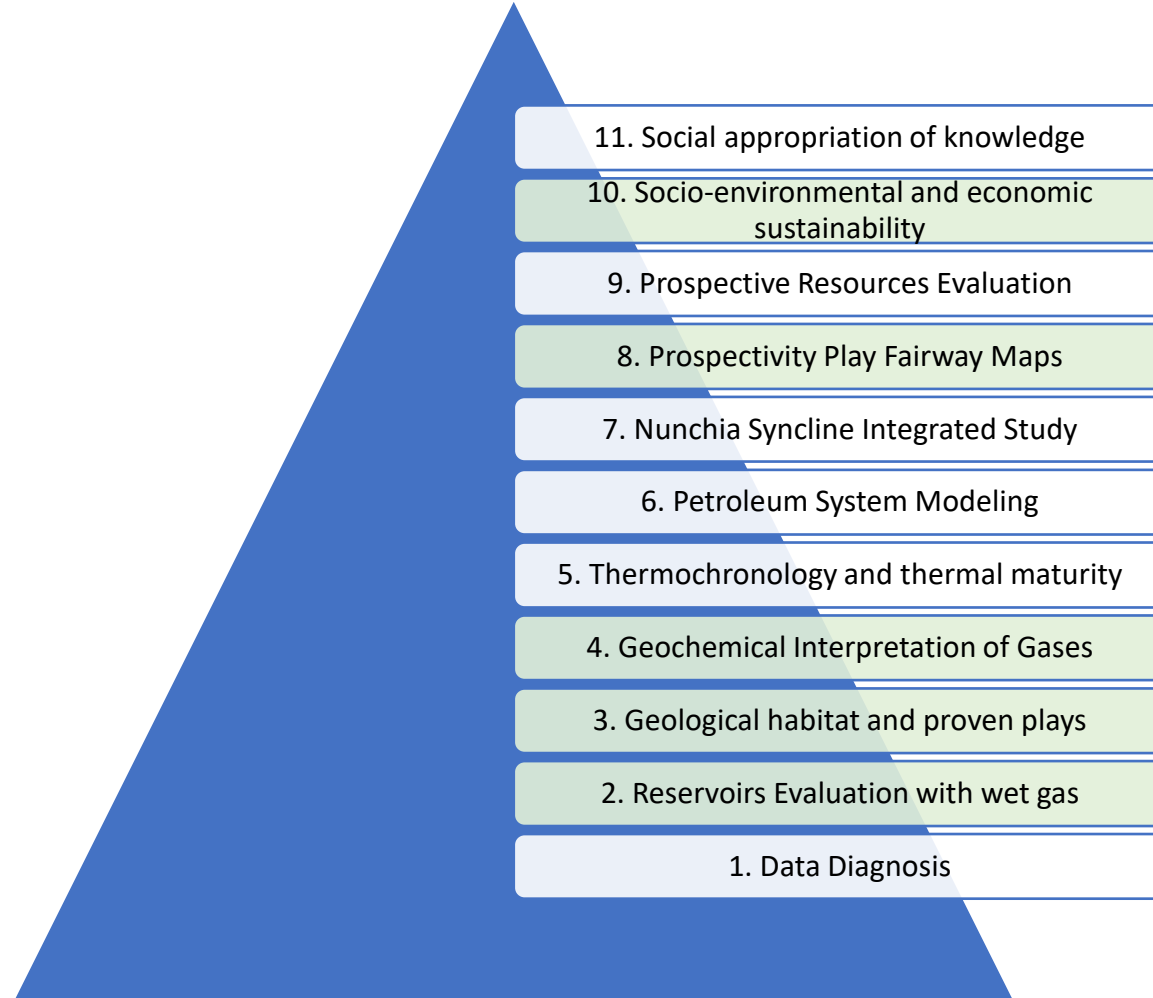 11. Social appropriation of knowledge
10. Socio-environmental and economic
sustainability
9. Prospective Resources Evaluation
8. Prospectivity Play Fairway Maps
7. Nunchia Syncline Integrated Study
6. Petroleum System Modeling
5. Thermochronology and thermal maturity
4. Geochemical Interpretation of Gases
3. Geological habitat and proven plays
2. Reservoirs Evaluation with wet gas
1. Data Diagnosis